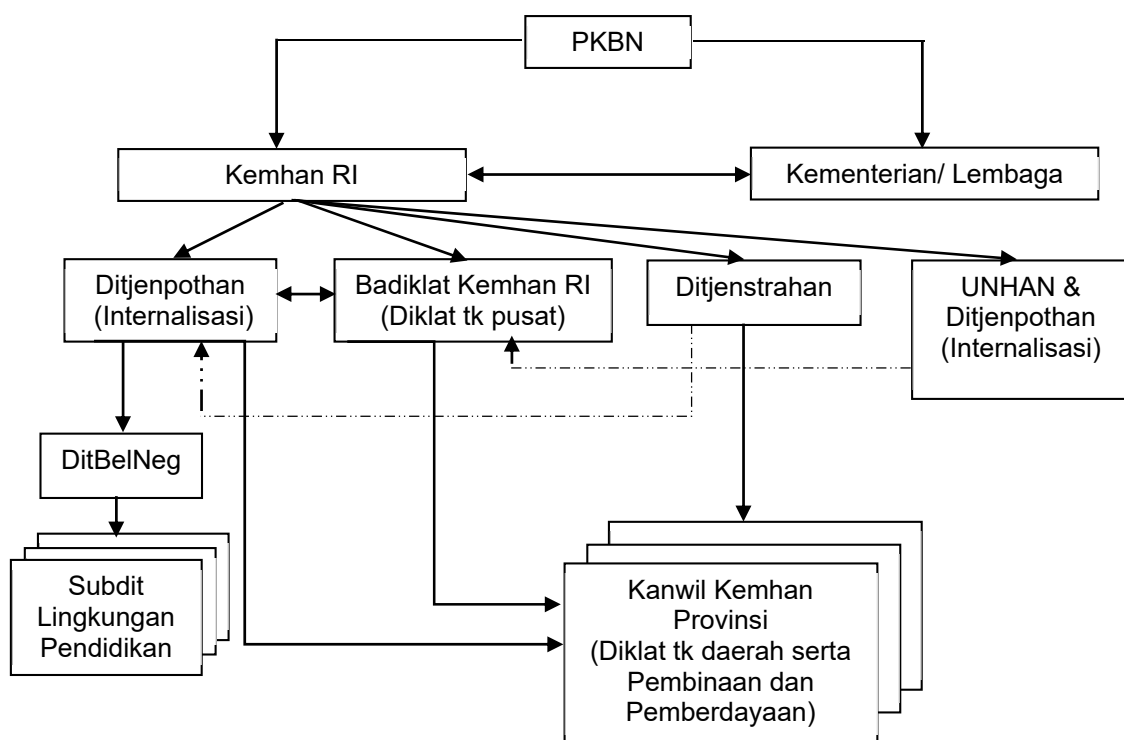 PKBN
Kemhan RI
Kementerian/ Lembaga
Ditjenpothan
(Internalisasi)
Badiklat Kemhan RI
(Diklat tk pusat)
Ditjenstrahan
UNHAN &
Ditjenpothan
(Internalisasi)
DitBelNeg
Subdit
Lingkungan
Pendidikan
Kanwil Kemhan
Provinsi
(Diklat tk daerah serta
Pembinaan dan
Pemberdayaan)